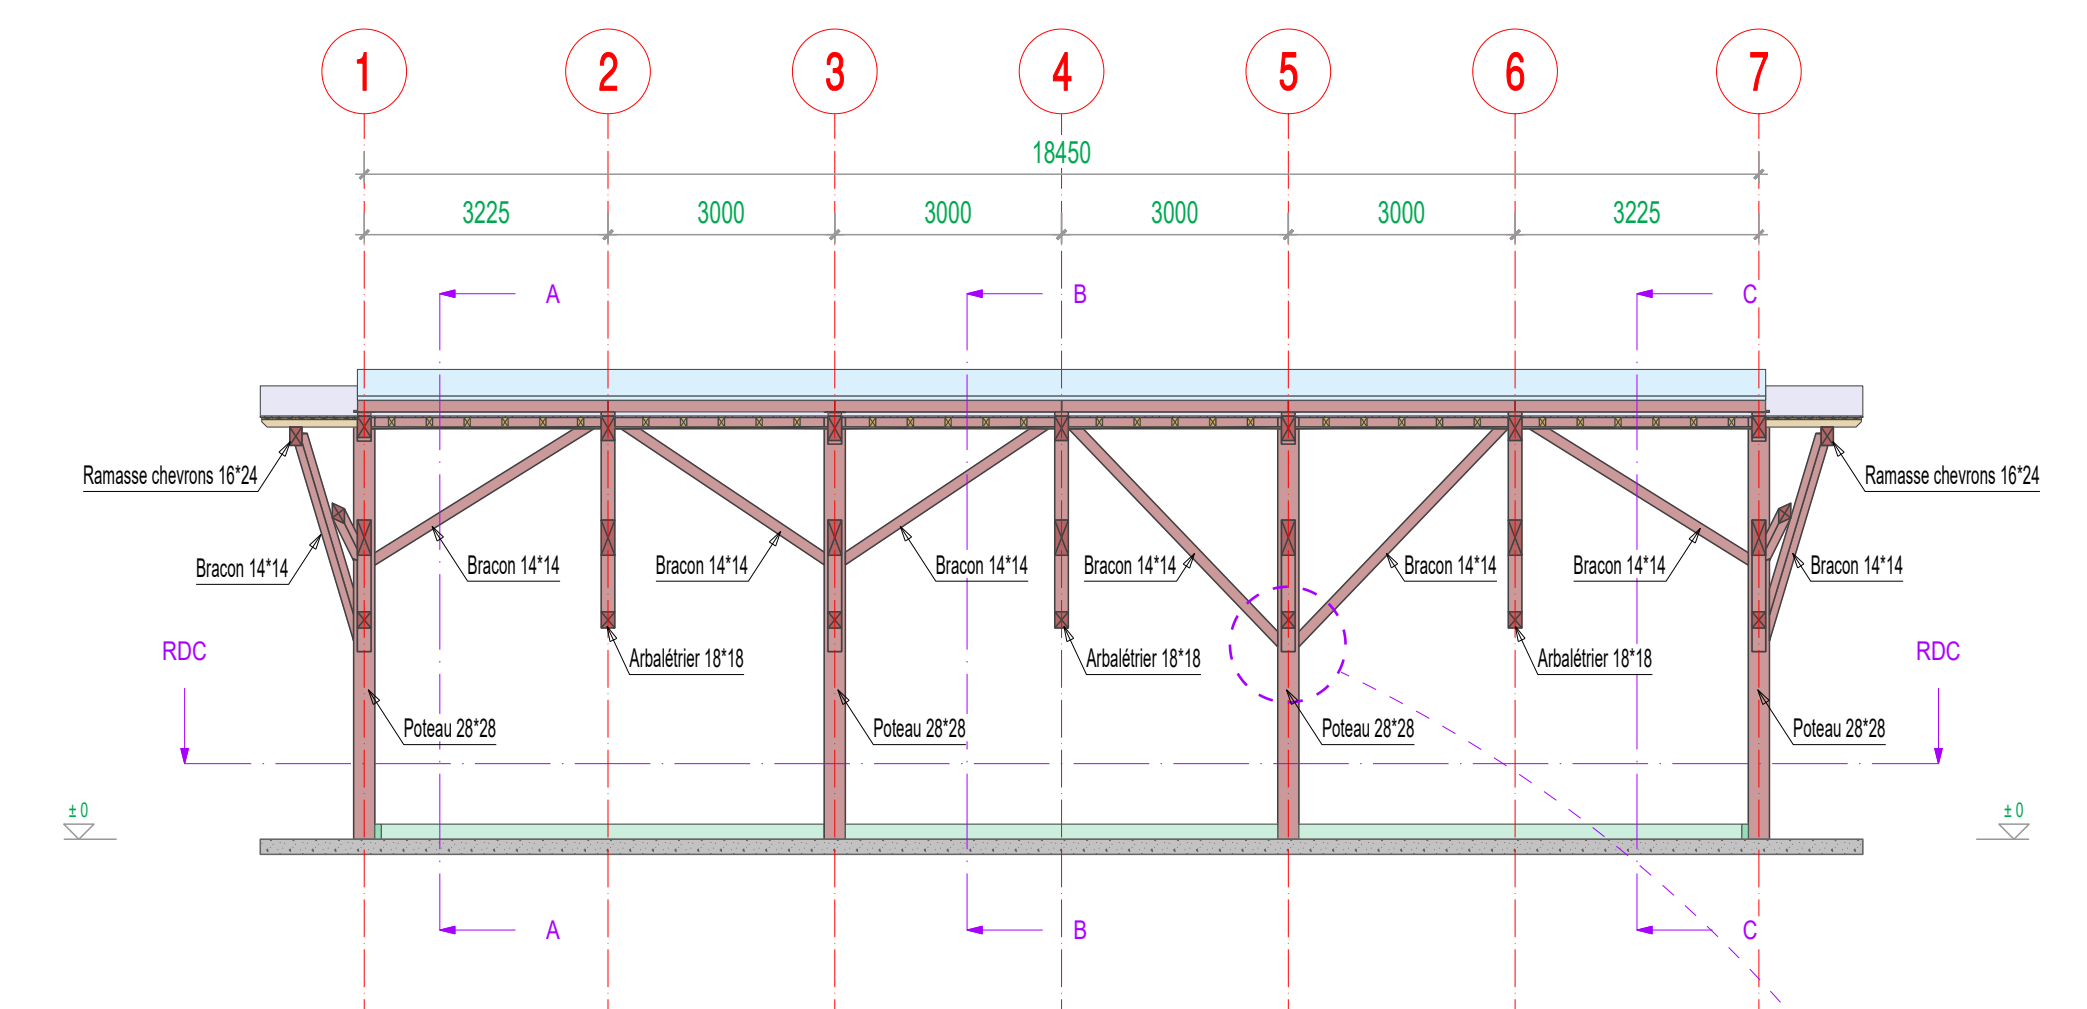 1 2 3 4 5 6 7
18450
3225 3000 3000 3000 3000 3225
A B C
Ramasse chevrons 16*24 Ramasse chevrons 16*24
Bracon 14*14 Bracon 14*14 Bracon 14*14 Bracon 14*14 Bracon 14*14 Bracon 14*14 Bracon 14*14 Bracon 14*14
RDC Arbalétrier 18*18 Arbalétrier 18*18 Arbalétrier 18*18 RDC
Poteau 28*28 Poteau 28*28 Poteau 28*28 Poteau 28*28
±0 ±0
A B C